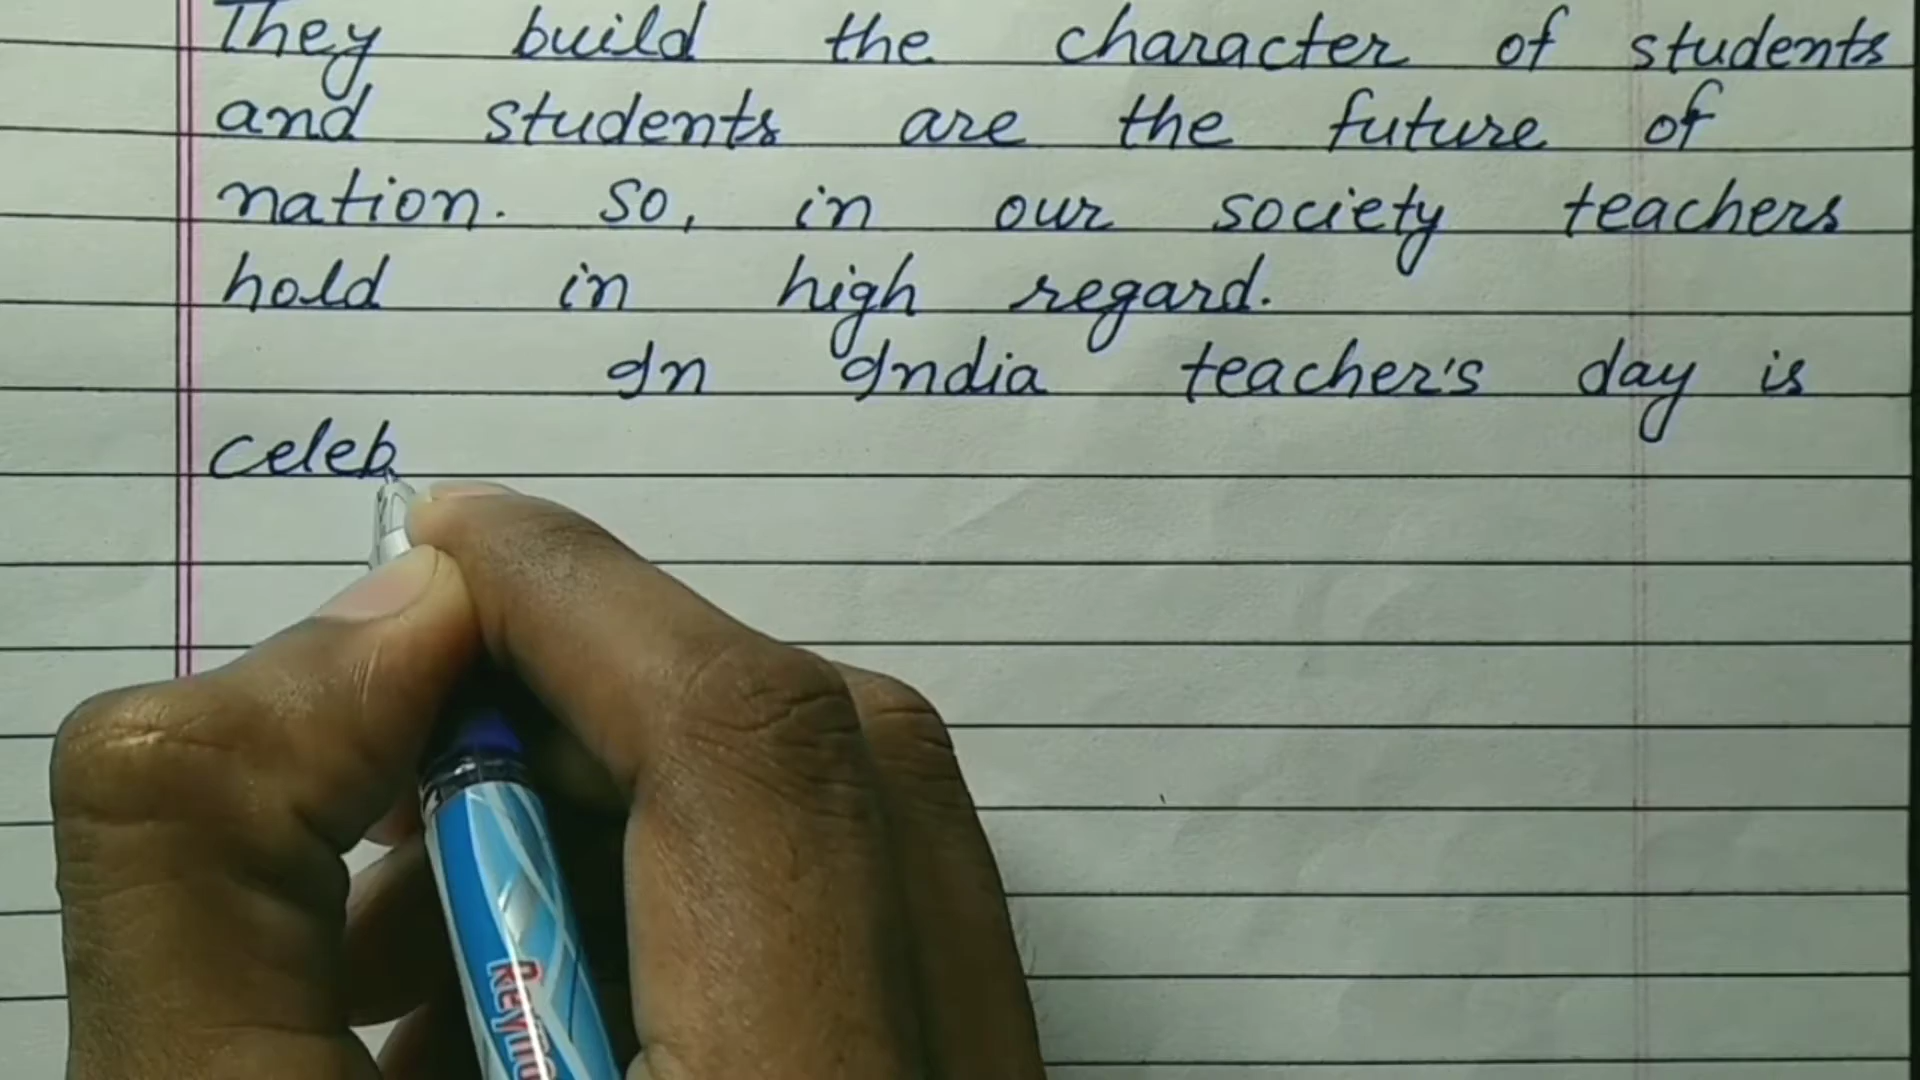 They build the character of students
and students are the future of
nation. So, in our society teachers
hold in high regard.
In India teacher's day is
celeb
Reyno